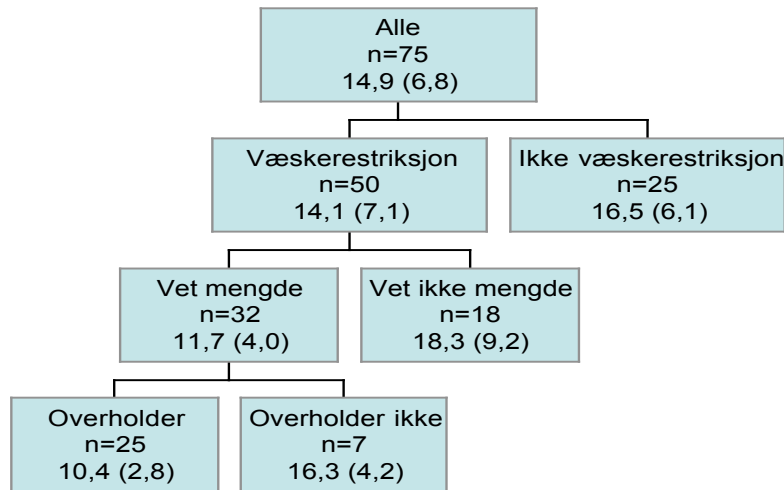 Alle
n=75
14,9 (6,8)
Væskerestriksjon
n=50
14,1 (7,1)
Ikke væskerestriksjon
n=25
16,5 (6,1)
Vet mengde
n=32
11,7 (4,0)
Vet ikke mengde
n=18
18,3 (9,2)
Overholder
n=25
10,4 (2,8)
Overholder ikke
n=7
16,3 (4,2)